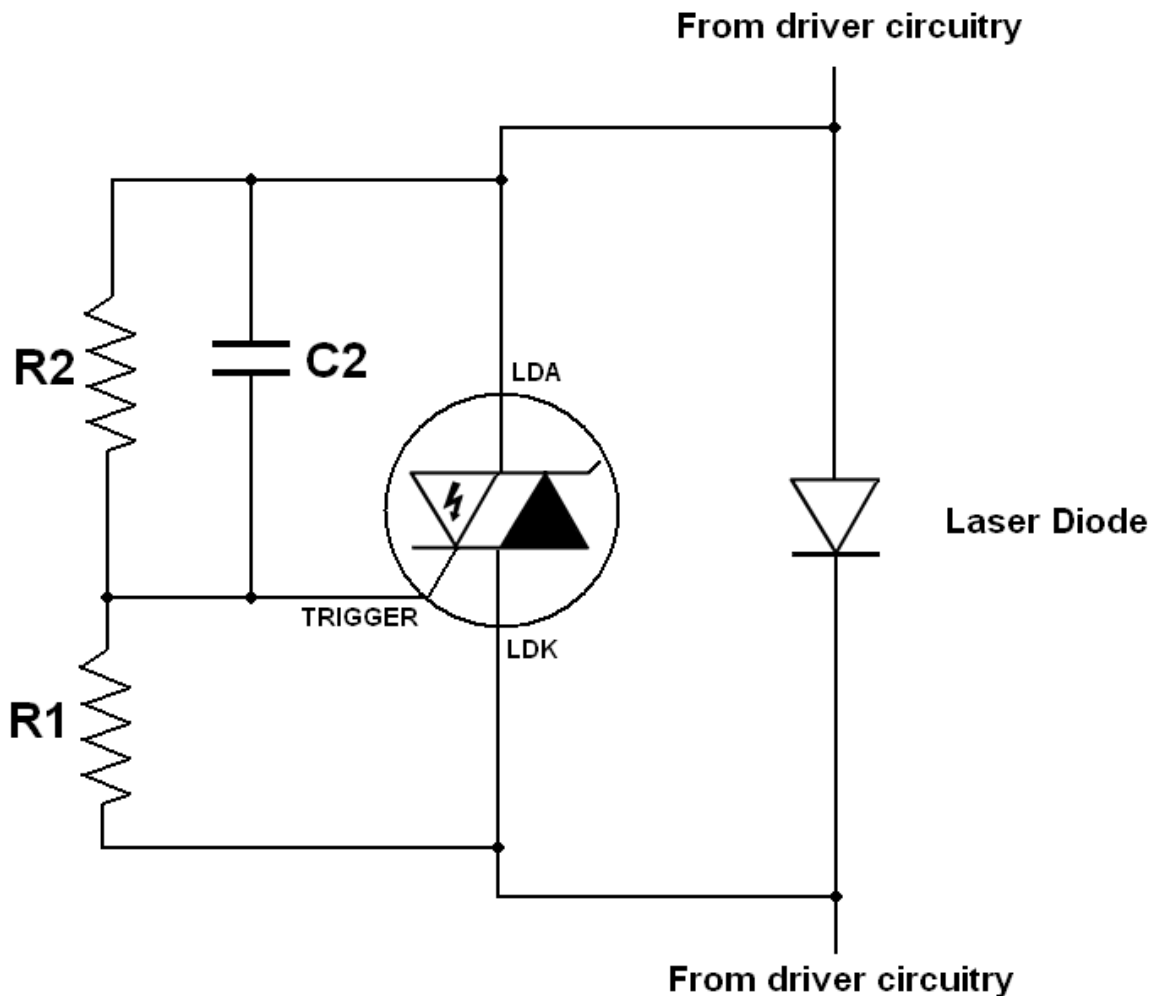 From driver circuitry
R2
C2
LDA
Laser Diode
TRIGGER
LDK
R1
From driver circuitry